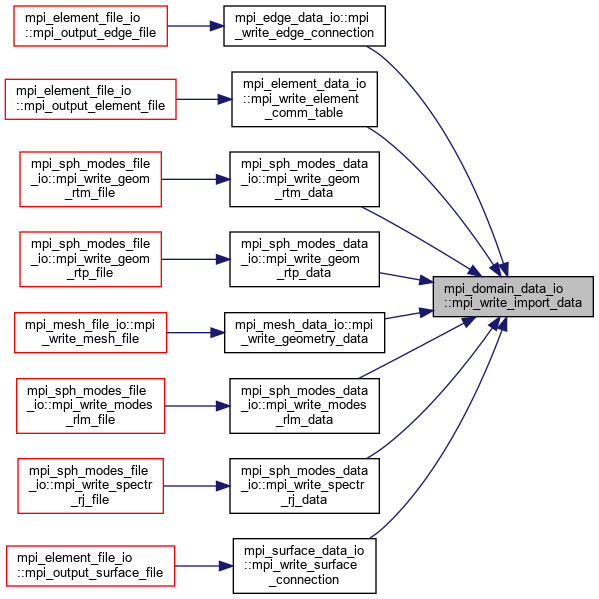 mpi_element_file_io
::mpi_output_edge_file
mpi_edge_data_io::mpi
_write_edge_connection
mpi_element_file_io
::mpi_output_element_file
mpi_element_data_io
::mpi_write_element
_comm_table
mpi_sph_modes_file
_io::mpi_write_geom
_rtm_file
mpi_sph_modes_data
_io::mpi_write_geom
_rtm_data
mpi_sph_modes_file
_io::mpi_write_geom
_rtp_file
mpi_sph_modes_data
_io::mpi_write_geom
_rtp_data
mpi_domain_data_io
::mpi_write_import_data
mpi_mesh_file_io::mpi
_write_mesh_file
mpi_mesh_data_io::mpi
_write_geometry_data
mpi_sph_modes_file
_io::mpi_write_modes
_rlm_file
mpi_sph_modes_data
_io::mpi_write_modes
_rlm_data
mpi_sph_modes_file
_io::mpi_write_spectr
_rj_file
mpi_sph_modes_data
_io::mpi_write_spectr
_rj_data
mpi_element_file_io
::mpi_output_surface_file
mpi_surface_data_io
::mpi_write_surface
_connection